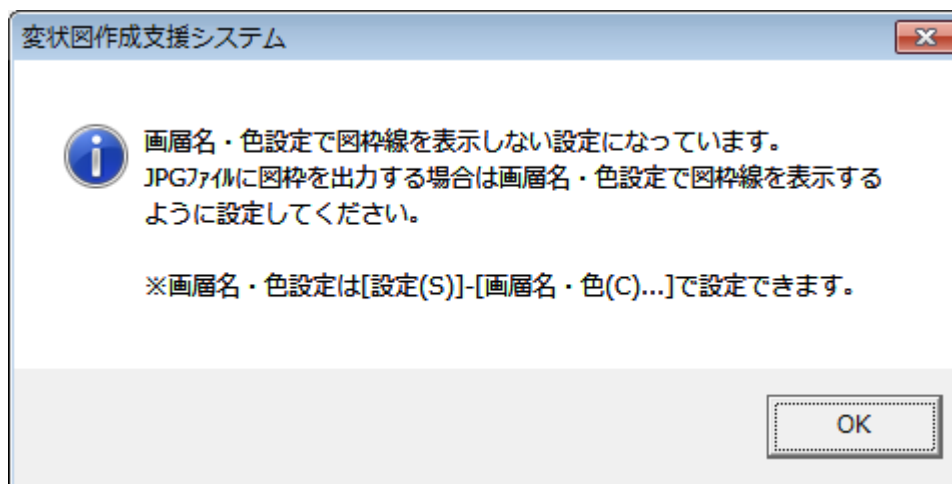 変状図作成支援システム
画層名・色設定で図枠線を表示しない設定になっています。
JPGﾌｧｲﾙに図枠を出力する場合は画層名・色設定で図枠線を表示する
ように設定してください。
※画層名・色設定は[設定(S)]-[画層名・色(C)...]で設定できます。
OK